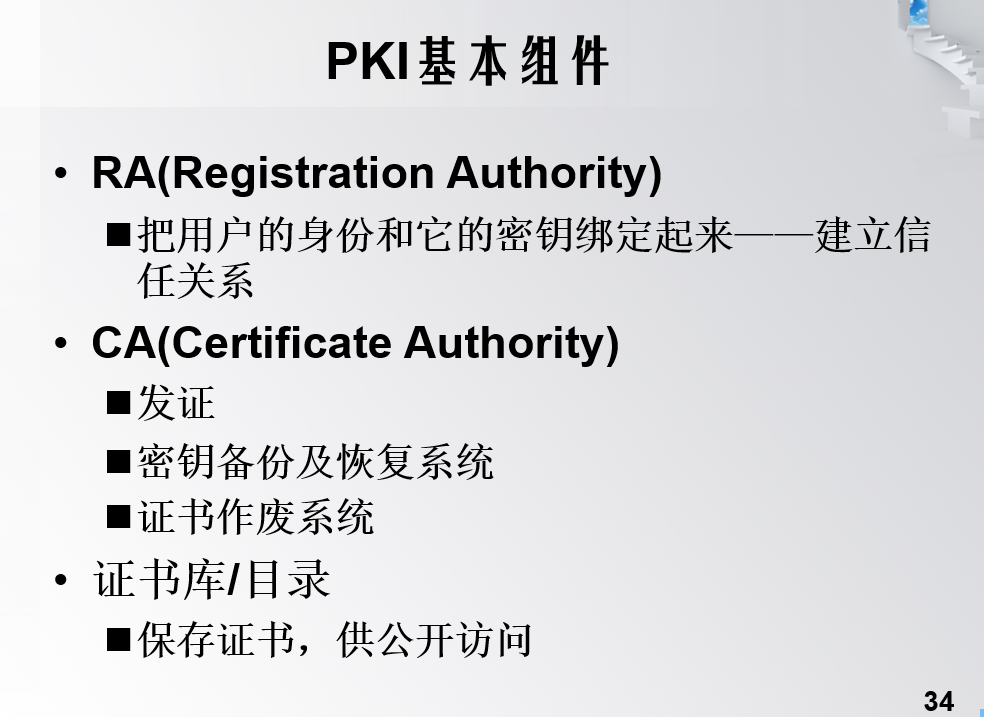 PKI基本组件
• RA(Registration Authority)
■把用户的身份和它的密钥绑定起来——建立信
任关系
• CA(Certificate Authority)
■发证
■密钥备份及恢复系统
■证书作废系统
• 证书库/目录
■保存证书，供公开访问
34